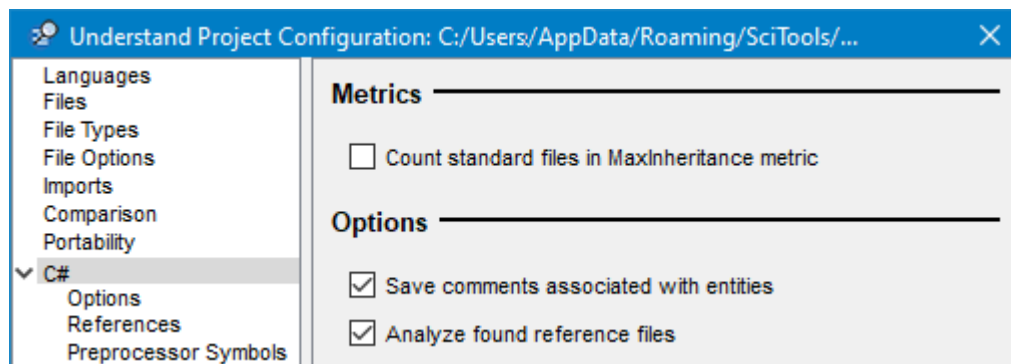 Understand Project Configuration: C:/Users/AppData/Roaming/SciTools/...
Languages
Files
File Types
File Options
Imports
Comparison
Portability
C#
Options
References
Preprocessor Symbols
Metrics
Count standard files in MaxInheritance metric
Options
Save comments associated with entities
Analyze found reference files